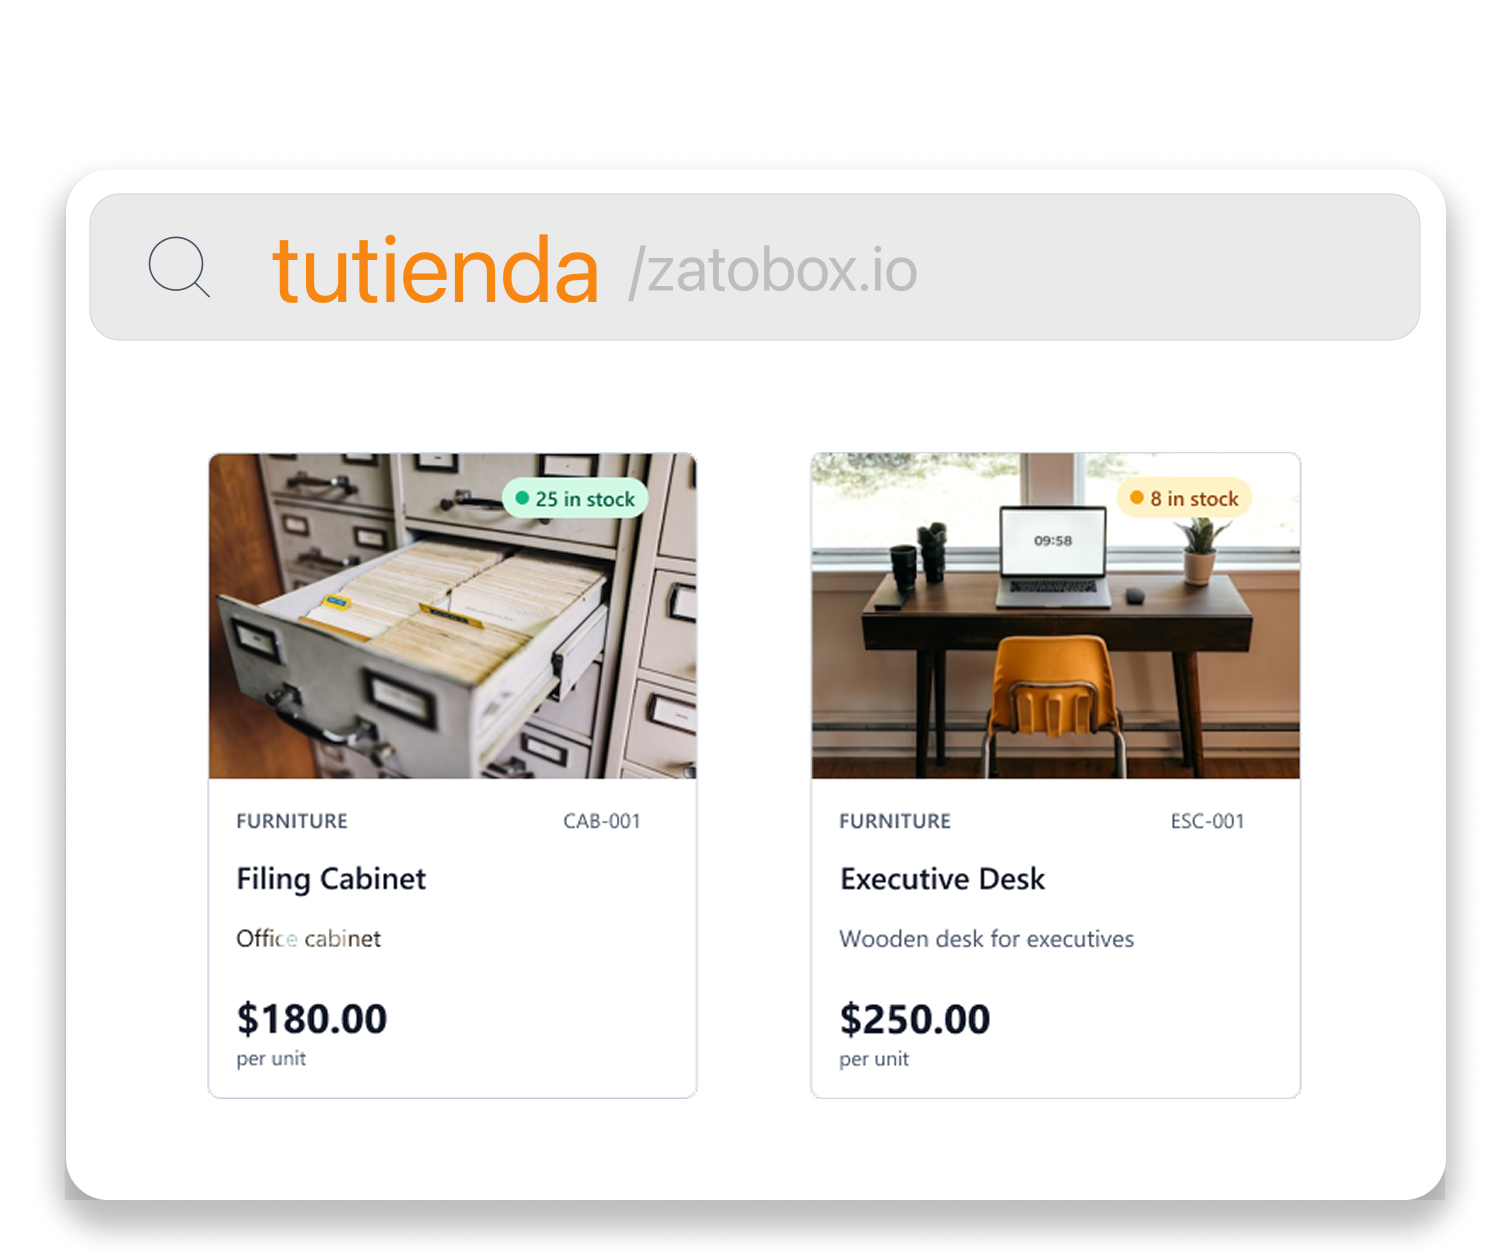 tutienda /zatobox.io
25 in stock
FURNITURE CAB-001
Filing Cabinet
Office cabinet
$180.00
per unit
8 in stock
09:58
FURNITURE ESC-001
Executive Desk
Wooden desk for executives
$250.00
per unit